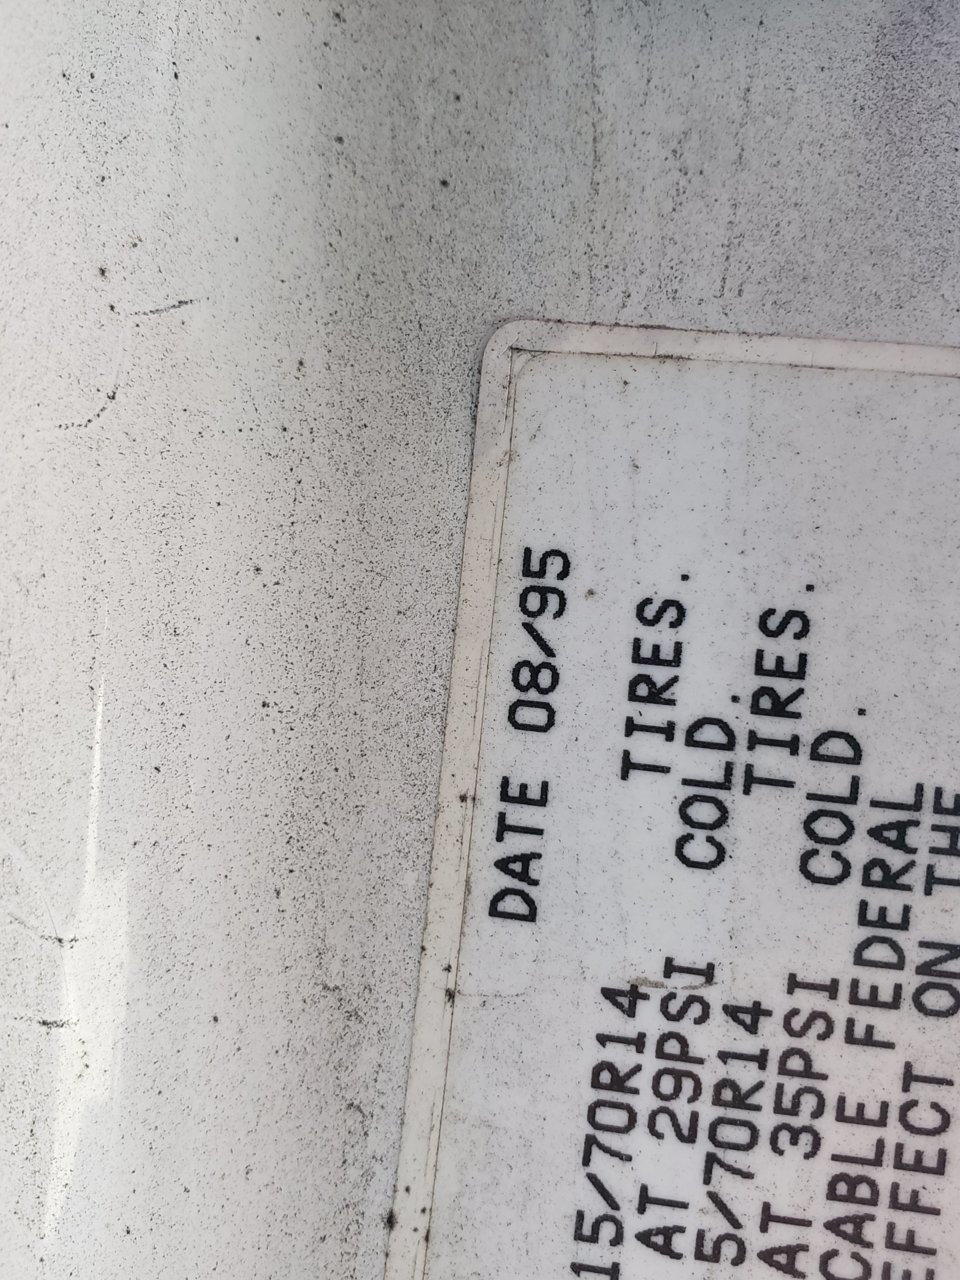 DATE 08/95
15/70R14 TIRES.
AT 29PSI COLD.
5/70R14 TIRES.
AT 35PSI COLD.
CABLE FEDERAL
EFFECT ON THE